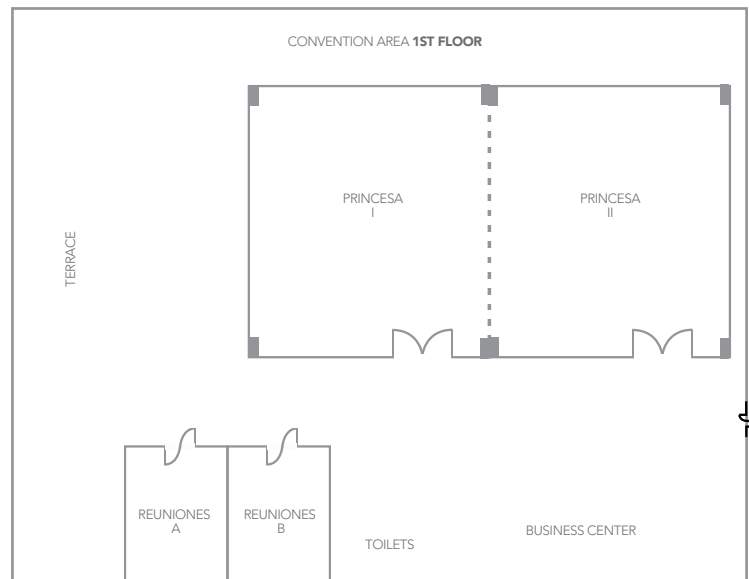 CONVENTION AREA 1ST FLOOR
PRINCESA
I
PRINCESA
II
TERRACE
REUNIONES
A
REUNIONES
B
TOILETS
BUSINESS CENTER